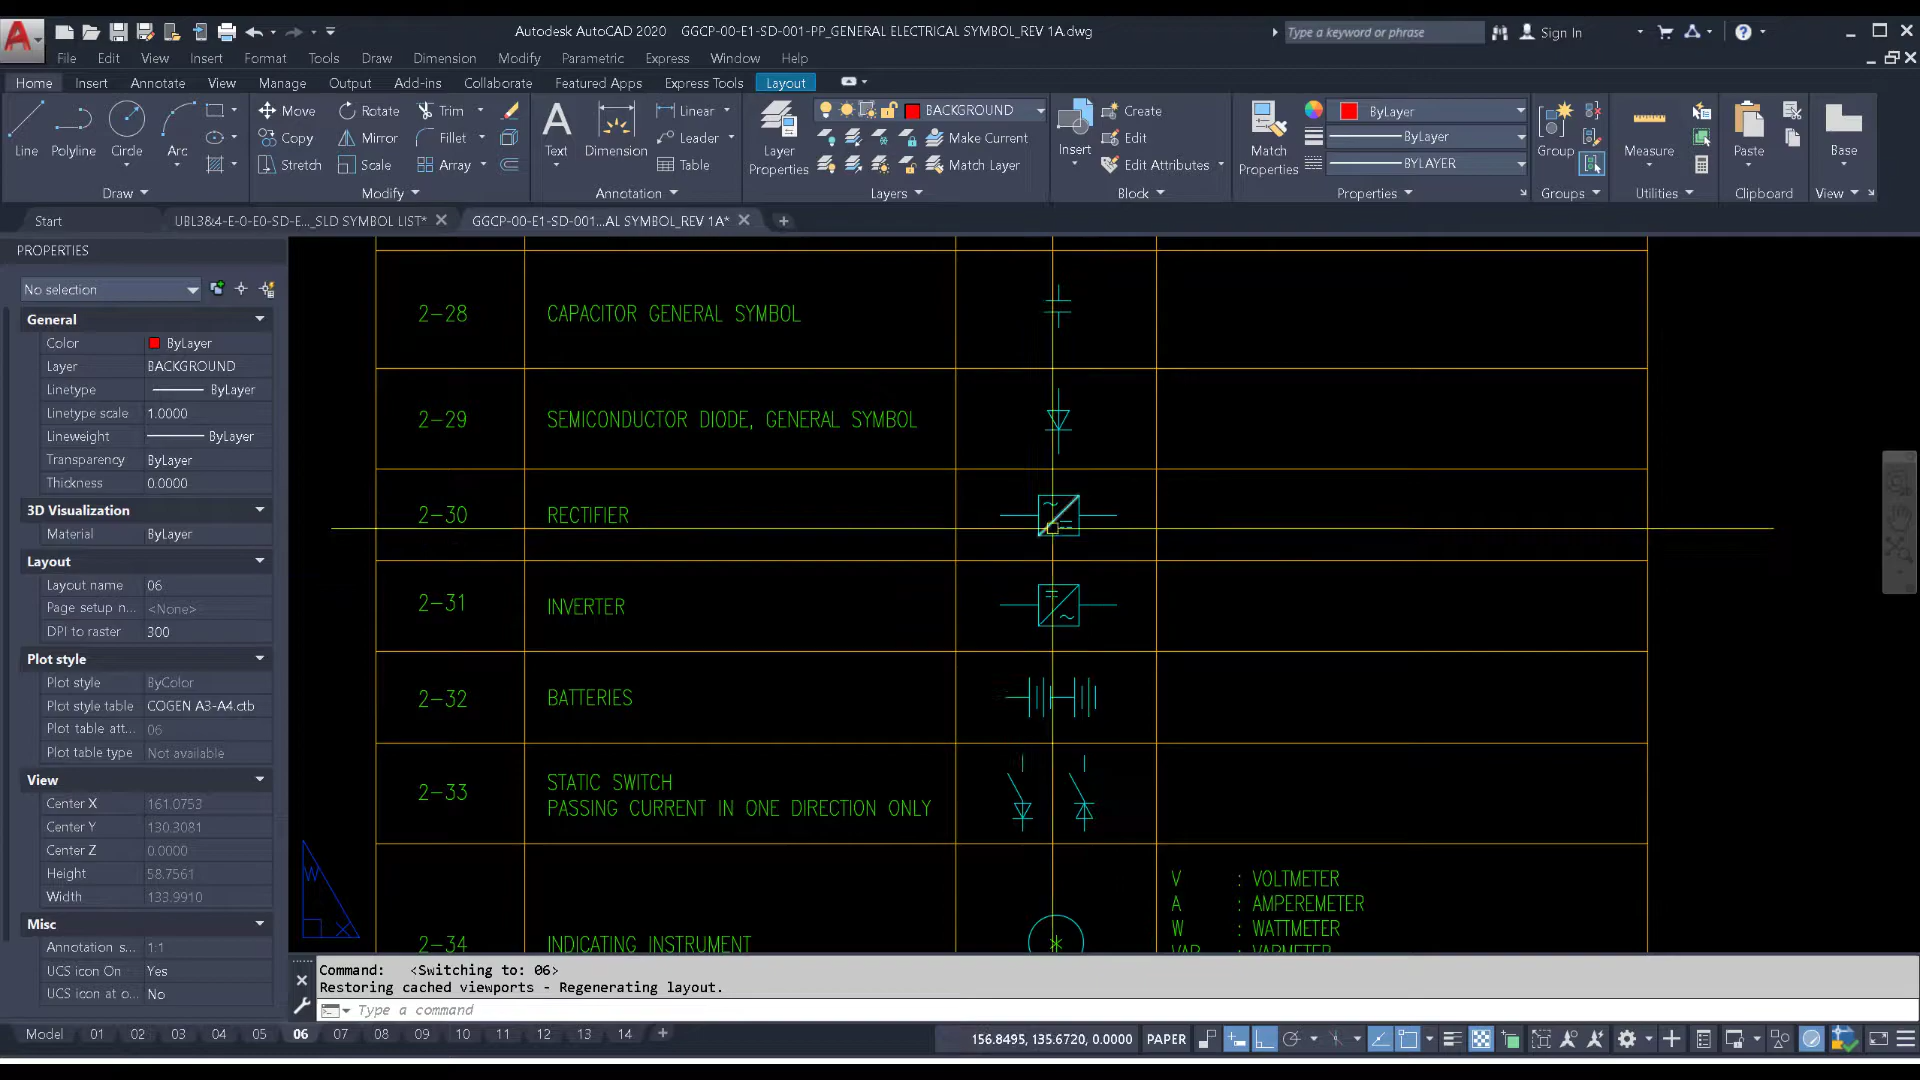 Autodesk AutoCAD 2020 GGCP-00-E1-SD-001-PP_GENERAL ELECTRICAL SYMBOL_REV 1A.dwg
Type a keyword or phrase
Sign In
File Edit View Insert Format Tools Draw Dimension Modify Parametric Express Window Help
Home Insert Annotate View Manage Output Add-ins Collaborate Featured Apps Express Tools Layout
Line
Polyline
Circle
Arc
Move Rotate Trim
Copy Mirror Fillet
Stretch Scale Array
Text
Dimension
Linear
Leader
Table
Layer Properties
BACKGROUND
Make Current
Match Layer
Insert
Create
Edit
Edit Attributes
Match Properties
ByLayer
ByLayer
BYLAYER
Group
Measure
Paste
Base
Draw Modify Annotation Layers Block Properties Groups Utilities Clipboard View
Start
UBL3&4-E-0-E0-SD-E..._SLD SYMBOL LIST*
GGCP-00-E1-SD-001...AL SYMBOL_REV 1A*
PROPERTIES
No selection
General
Color ByLayer
Layer BACKGROUND
Linetype ByLayer
Linetype scale 1.0000
Lineweight ByLayer
Transparency ByLayer
Thickness 0.0000
3D Visualization
Material ByLayer
Layout
Layout name 06
Page setup n... <None>
DPI to raster 300
Plot style
Plot style ByColor
Plot style table COGEN A3-A4.ctb
Plot table att... 06
Plot table type Not available
View
Center X 161.0753
Center Y 130.3081
Center Z 0.0000
Height 58.7561
Width 133.9910
Misc
Annotation s... 1:1
UCS icon On Yes
UCS icon at o... No
2-28 CAPACITOR GENERAL SYMBOL
2-29 SEMICONDUCTOR DIODE, GENERAL SYMBOL
2-30 RECTIFIER
2-31 INVERTER
2-32 BATTERIES
2-33 STATIC SWITCH
PASSING CURRENT IN ONE DIRECTION ONLY
2-34 INDICATING INSTRUMENT
V : VOLTMETER
A : AMPEREMETER
W : WATTMETER
VAR : VARMETER
W
X
Command: <Switching to: 06>
Restoring cached viewports - Regenerating layout.
Type a command
Model 01 02 03 04 05 06 07 08 09 10 11 12 13 14
156.8495, 135.6720, 0.0000 PAPER